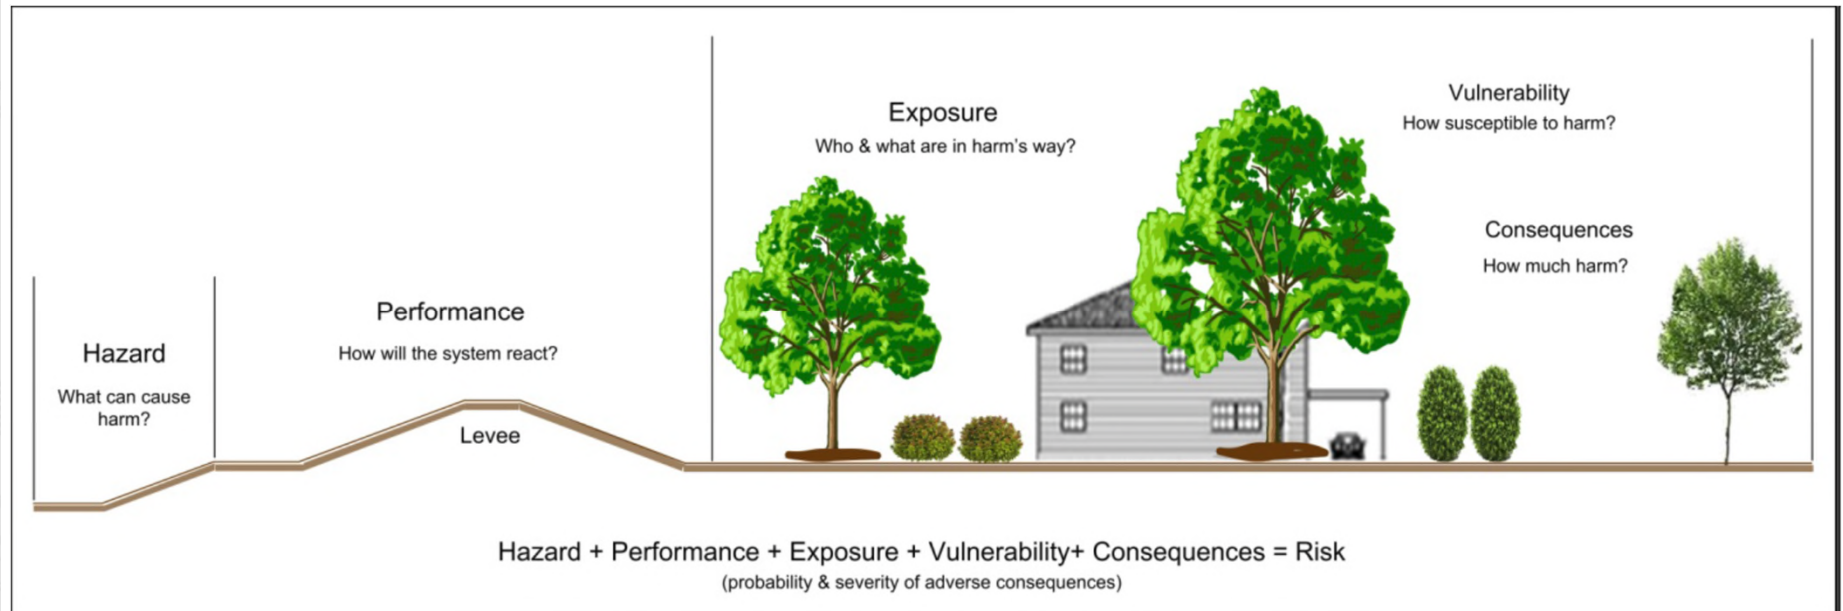 Hazard
What can cause
harm?
Performance
How will the system react?
Levee
Exposure
Who & what are in harm's way?
Vulnerability
How susceptible to harm?
Consequences
How much harm?
Hazard + Performance + Exposure + Vulnerability+ Consequences = Risk
(probability & severity of adverse consequences)